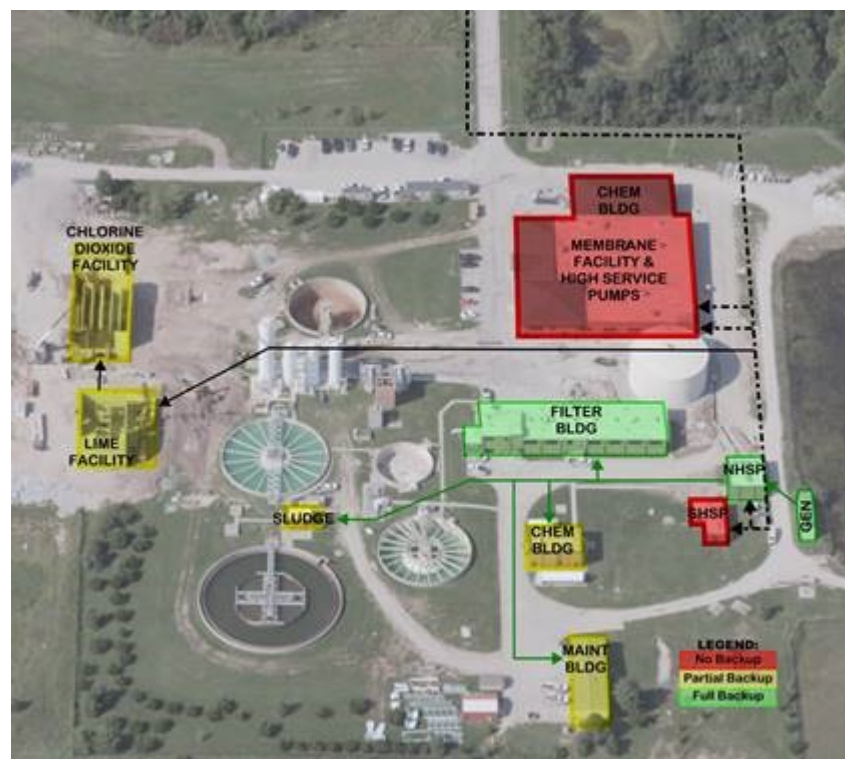 CHEM
BLDG
MEMBRANE
FACILITY &
HIGH SERVICE
PUMPS
CHLORINE
DIOXIDE
FACILITY
LIME
FACILITY
FILTER
BLDG
NHSP
SHSP
GEN
SLUDGE
CHEM
BLDG
MAINT
BLDG
LEGEND:
No Backup
Partial Backup
Full Backup